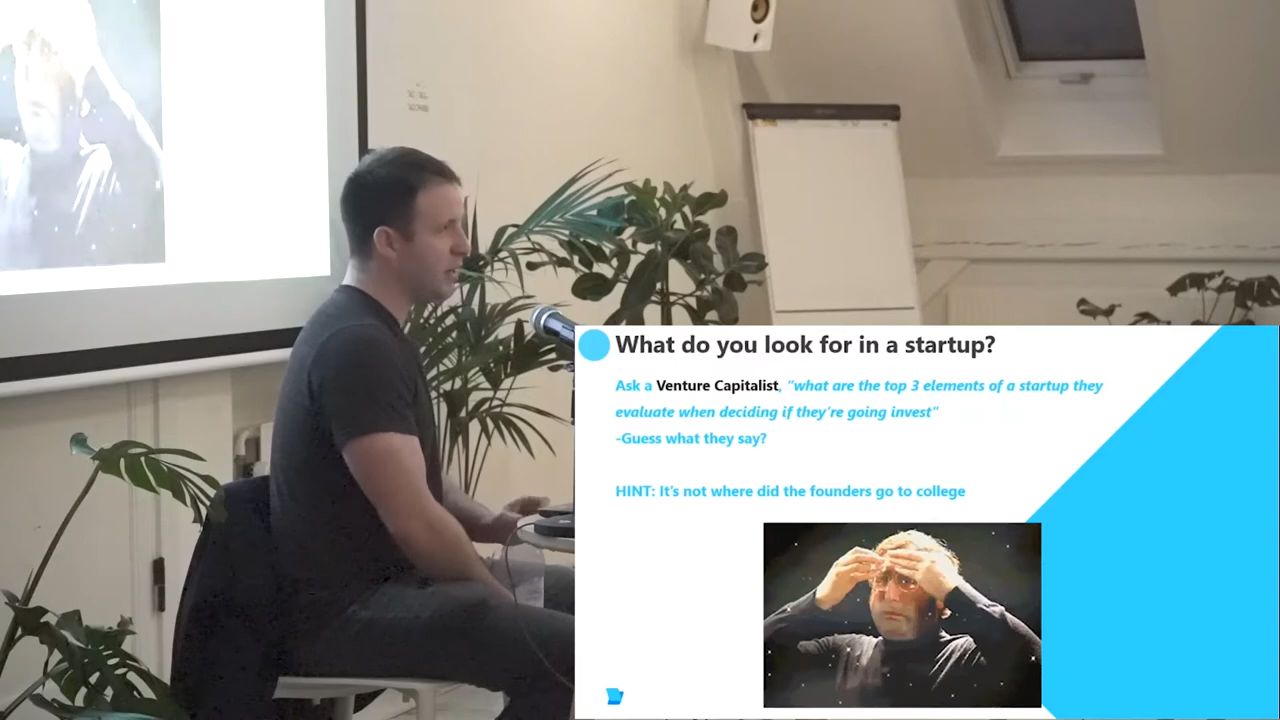 What do you look for in a startup?
Ask a Venture Capitalist, "what are the top 3 elements of a startup they
evaluate when deciding if they're going invest"
-Guess what they say?
HINT: It's not where did the founders go to college